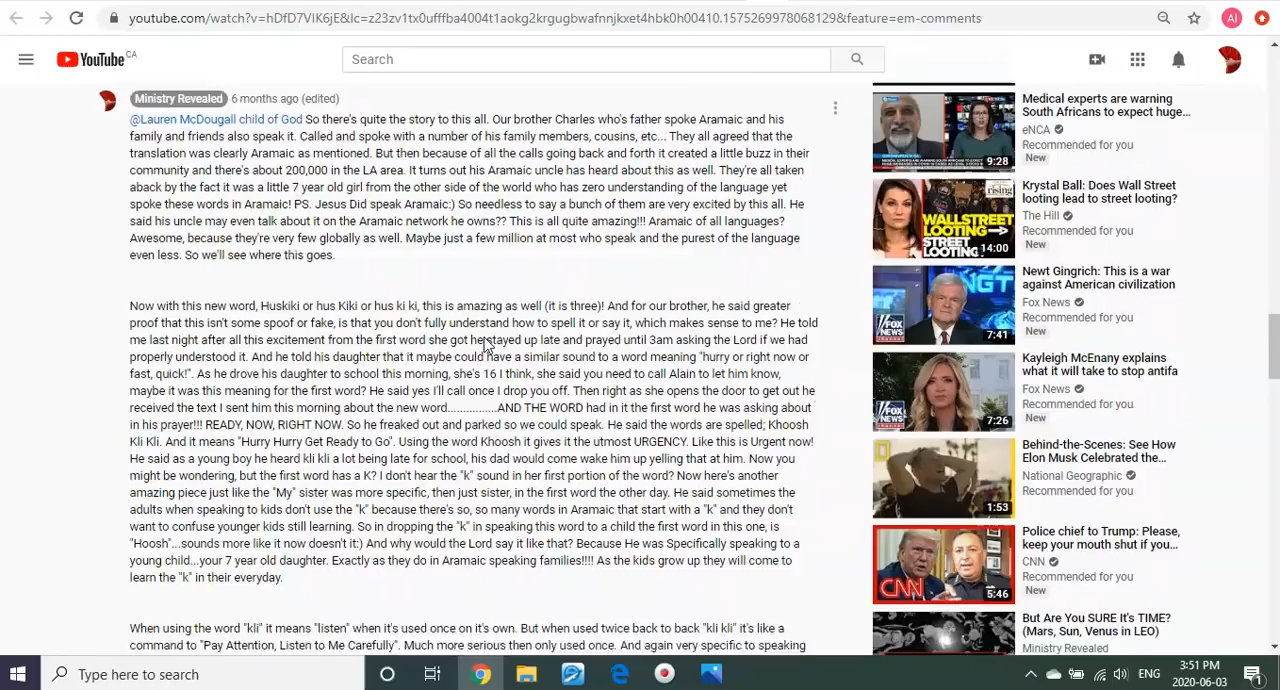 youtube.com/watch?v=hDfD7VIK6jE&lc=z23zv1tx0ufffba4004t1aokg2krgugbwafnnjkxet4hbk0h00410.1575269978068129&feature=em-comments
Al
YouTube CA
Search
Ministry Revealed 6 months ago (edited)
@Lauren McDougall child of God So there's quite the story to this all. Our brother Charles who's father spoke Aramaic and his
family and friends also speak it. Called and spoke with a number of his family members, cousins, etc... They all agreed that the
translation was clearly Aramaic as mentioned. But then because of all the calls going back and forth it created a little buzz in their
community and there's about 200,000 in the LA area. It turns out his Aramaic uncle has heard about this as well. They're all taken
aback by the fact it was a little 7 year old girl from the other side of the world who has zero understanding of the language yet
spoke these words in Aramaic! PS. Jesus Did speak Aramaic:) So needless to say a bunch of them are very excited by this all. He
said his uncle may even talk about it on the Aramaic network he owns?? This is all quite amazing!!! Aramaic of all languages?
Awesome, because they're very few globally as well. Maybe just a few million at most who speak and the purest of the language
even less. So we'll see where this goes.
Now with this new word, Huskiki or hus Kiki or hus ki ki, this is amazing as well (it is three)! And for our brother, he said greater
proof that this isn't some spoof or fake, is that you don't fully understand how to spell it or say it, which makes sense to me? He told
me last night after all this excitement from the first word she got he stayed up late and prayed until 3am asking the Lord if we had
properly understood it. And he told his daughter that it maybe could have a similar sound to a word meaning "hurry or right now or
fast, quick!". As he drove his daughter to school this morning, she's 16 I think, she said you need to call Alain to let him know,
maybe it was this meaning for the first word? He said yes I'll call once I drop you off. Then right as she opens the door to get out he
received the text I sent him this morning about the new word...............AND THE WORD had in it the first word he was asking about
in his prayer!!! READY, NOW, RIGHT NOW. So he freaked out and parked so we could speak. He said the words are spelled; Khoosh
Kli Kli. And it means "Hurry Hurry Get Ready to Go". Using the word Khoosh it gives it the utmost URGENCY. Like this is Urgent now!
He said as a young boy he heard kli kli a lot being late for school, his dad would come wake him up yelling that at him. Now you
might be wondering, but the first word has a K? I don't hear the "k" sound in her first portion of the word? Now here's another
amazing piece just like the "My" sister was more specific, then just sister, in the first word the other day. He said sometimes the
adults when speaking to kids don't use the "k" because there's so, so many words in Aramaic that start with a "k" and they don't
want to confuse younger kids still learning. So in dropping the "k" in speaking this word to a child the first word in this one, is
"Hoosh"...sounds more like Hus doesn't it:) And why would the Lord say it like that? Because He was Specifically speaking to a
young child...your 7 year old daughter. Exactly as they do in Aramaic speaking families!!!! As the kids grow up they will come to
learn the "k" in their everyday.
When using the word "kli" it means "listen" when it's used once on it's own. But when used twice back to back "kli kli" it's like a
command to "Pay Attention, Listen to Me Carefully". Much more serious then only used once. And again very specific to speaking
9:28
Medical experts are warning
South Africans to expect huge...
eNCA
Recommended for you
New
rising
WALL STREET
LOOTING
STREET
LOOTING
14:00
Krystal Ball: Does Wall Street
looting lead to street looting?
The Hill
Recommended for you
New
FOX
NEWS
7:41
Newt Gingrich: This is a war
against American civilization
Fox News
Recommended for you
New
FOX
NEWS
7:26
Kayleigh McEnany explains
what it will take to stop antifa
Fox News
Recommended for you
New
1:53
Behind-the-Scenes: See How
Elon Musk Celebrated the...
National Geographic
Recommended for you
CNN
5:46
Police chief to Trump: Please,
keep your mouth shut if you...
CNN
Recommended for you
New
But Are You SURE It's TIME?
(Mars, Sun, Venus in LEO)
Ministry Revealed
Type here to search
ENG
3:51 PM
2020-06-03
1